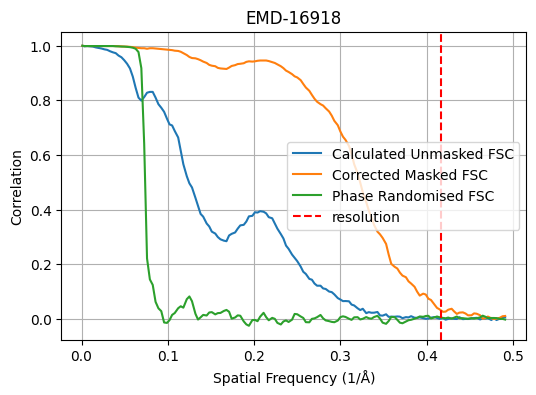 EMD-16918
1.0
0.8
0.6
0.4
0.2
0.0
Correlation
Calculated Unmasked FSC
Corrected Masked FSC
Phase Randomised FSC
resolution
0.0 0.1 0.2 0.3 0.4 0.5
Spatial Frequency (1/Å)